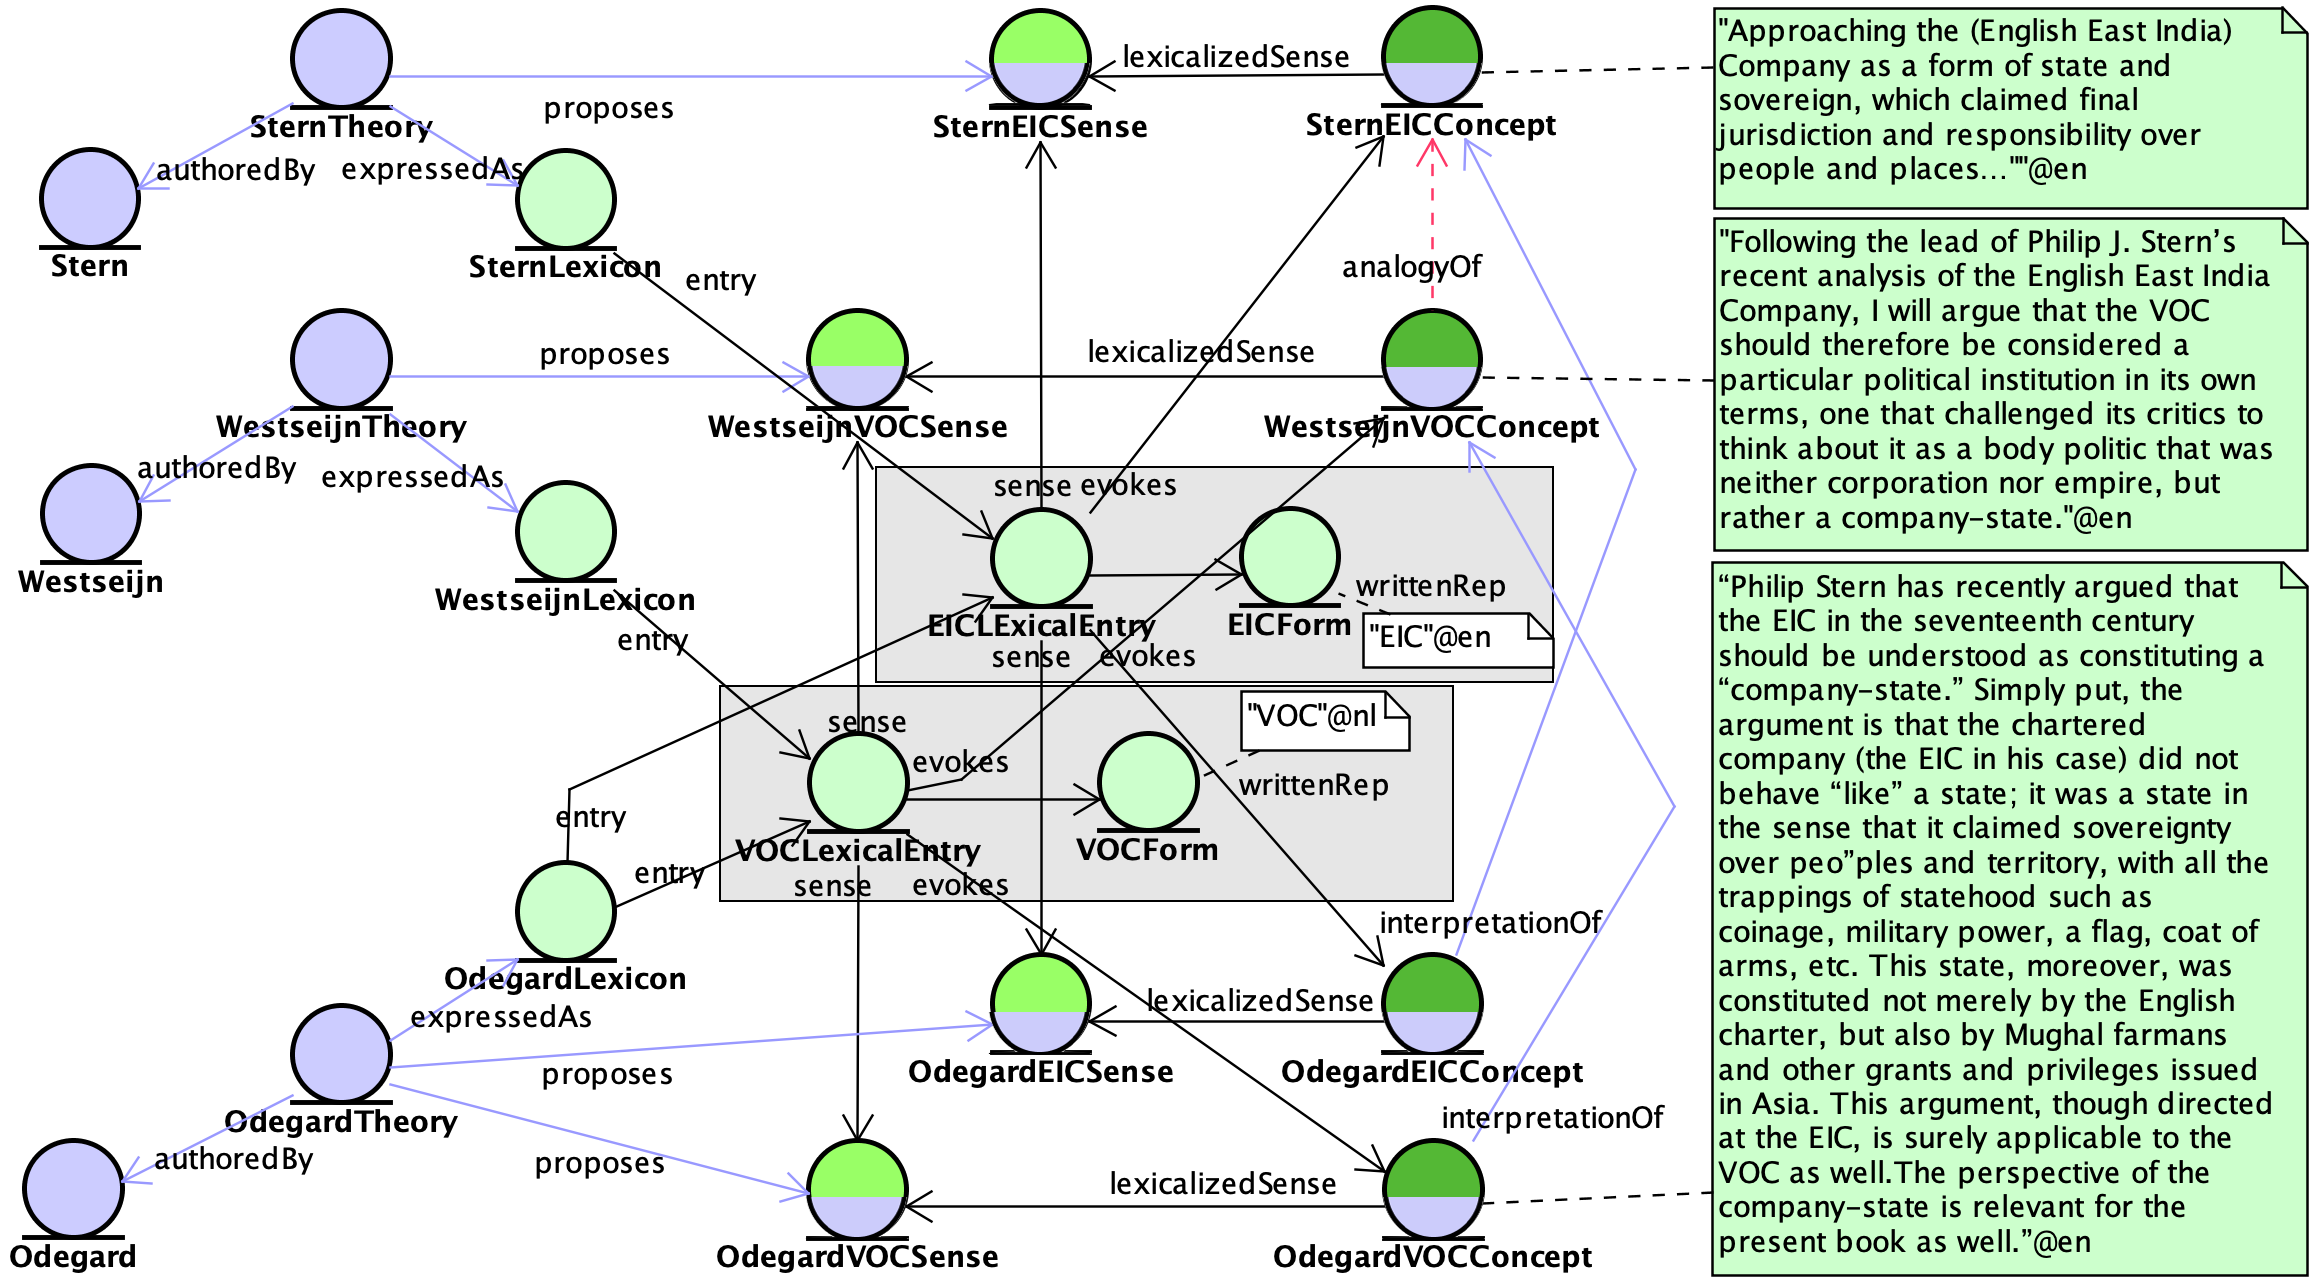 "Approaching the (English East India)
Company as a form of state and
sovereign, which claimed final
jurisdiction and responsibility over
people and places...""@en
lexicalizedSense
proposes
SternTheory
SternEICSense
SternEICConcept
authoredBy
expressedAs
Stern
SternLexicon
entry
analogyOf
"Following the lead of Philip J. Stern’s
recent analysis of the English East India
Company, I will argue that the VOC
should therefore be considered a
particular political institution in its own
terms, one that challenged its critics to
think about it as a body politic that was
neither corporation nor empire, but
rather a company-state."@en
proposes
lexicalizedSense
WestseijnTheory
WestseijnVOCSense
WestseijnVOCConcept
authoredBy
expressedAs
sense
evokes
Westseijn
WestseijnLexicon
entry
writtenRep
EICLExicalEntry
EICForm
"EIC"@en
sense
evokes
"VOC"@nl
sense
evokes
writtenRep
entry
VOCLexicalEntry
VOCForm
entry
sense
evokes
interpretationOf
OdegardLexicon
expressedAs
lexicalizedSense
proposes
OdegardEICSense
OdegardEICConcept
OdegardTheory
interpretationOf
authoredBy
proposes
lexicalizedSense
Odegard
OdegardVOCSense
OdegardVOCConcept
“Philip Stern has recently argued that
the EIC in the seventeenth century
should be understood as constituting a
“company-state.” Simply put, the
argument is that the chartered
company (the EIC in his case) did not
behave “like” a state; it was a state in
the sense that it claimed sovereignty
over peo”ples and territory, with all the
trappings of statehood such as
coinage, military power, a flag, coat of
arms, etc. This state, moreover, was
constituted not merely by the English
charter, but also by Mughal farmans
and other grants and privileges issued
in Asia. This argument, though directed
at the EIC, is surely applicable to the
VOC as well.The perspective of the
company-state is relevant for the
present book as well.”@en